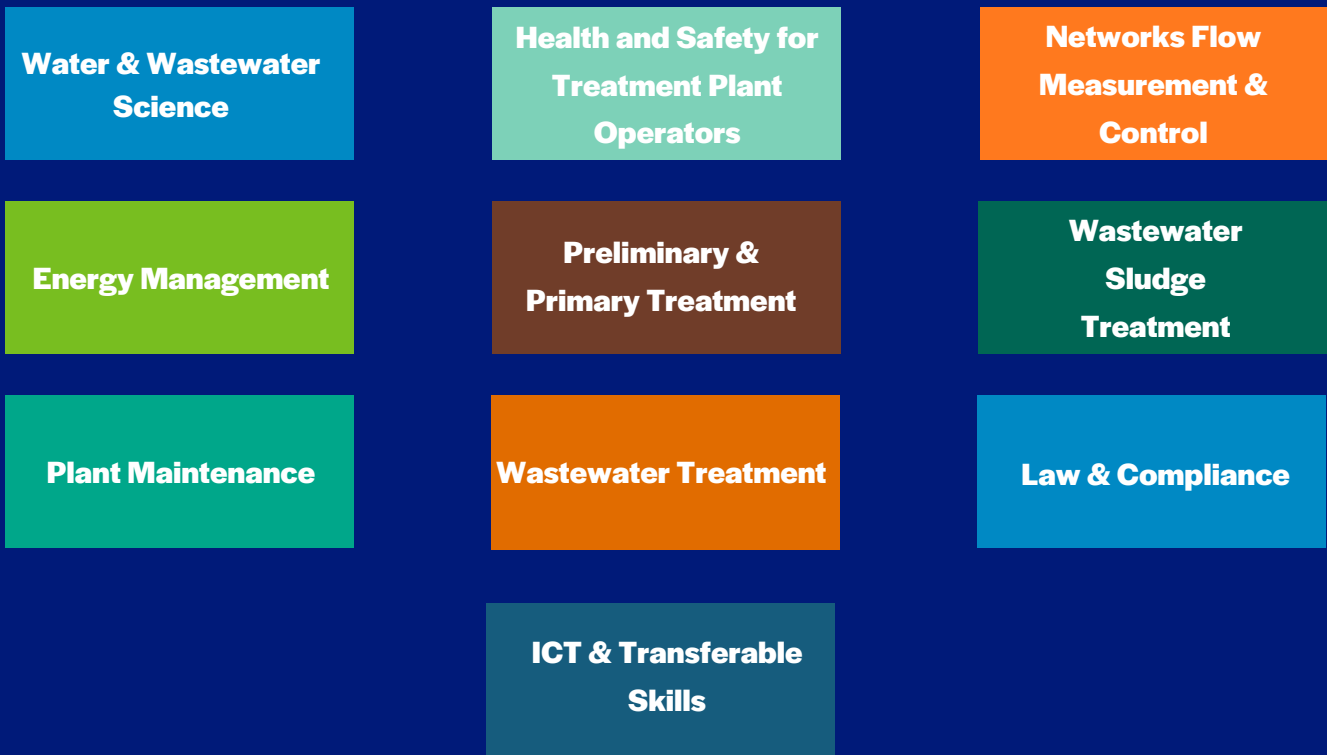 Water & Wastewater
Science
Health and Safety for
Treatment Plant
Operators
Networks Flow
Measurement &
Control
Energy Management
Preliminary &
Primary Treatment
Wastewater
Sludge
Treatment
Plant Maintenance
Wastewater Treatment
Law & Compliance
ICT & Transferable
Skills